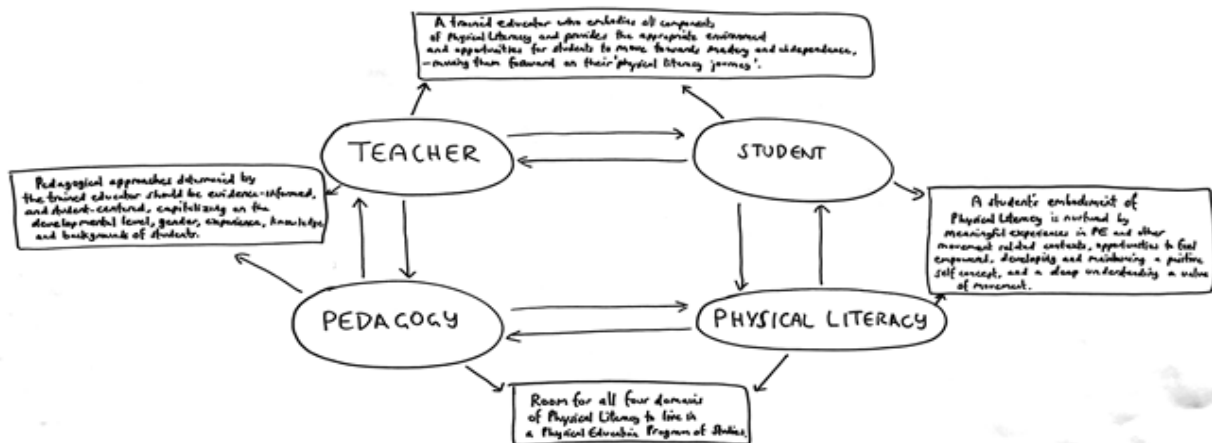 A trained educator who embodies all components
of Physical Literacy and provides the appropriate environment
and opportunities for students to move towards mastery and independence,
-moving them forward on their 'physical literacy journey'.
TEACHER
STUDENT
Pedagogical approaches determined by
the trained educator should be evidence-informed,
and student-centered, capitalizing on the
developmental level, gender, experience, knowledge
and backgrounds of students.
A student's embodiment of
Physical Literacy is nurtured by
meaningful experiences in PE and other
movement related contexts, opportunities to feel
empowered, developing and maintaining a positive
self concept, and a deep understanding a value
of movement.
PEDAGOGY
PHYSICAL LITERACY
Room for all four domains
of Physical Literacy to live in
a Physical Education Program of Studies.